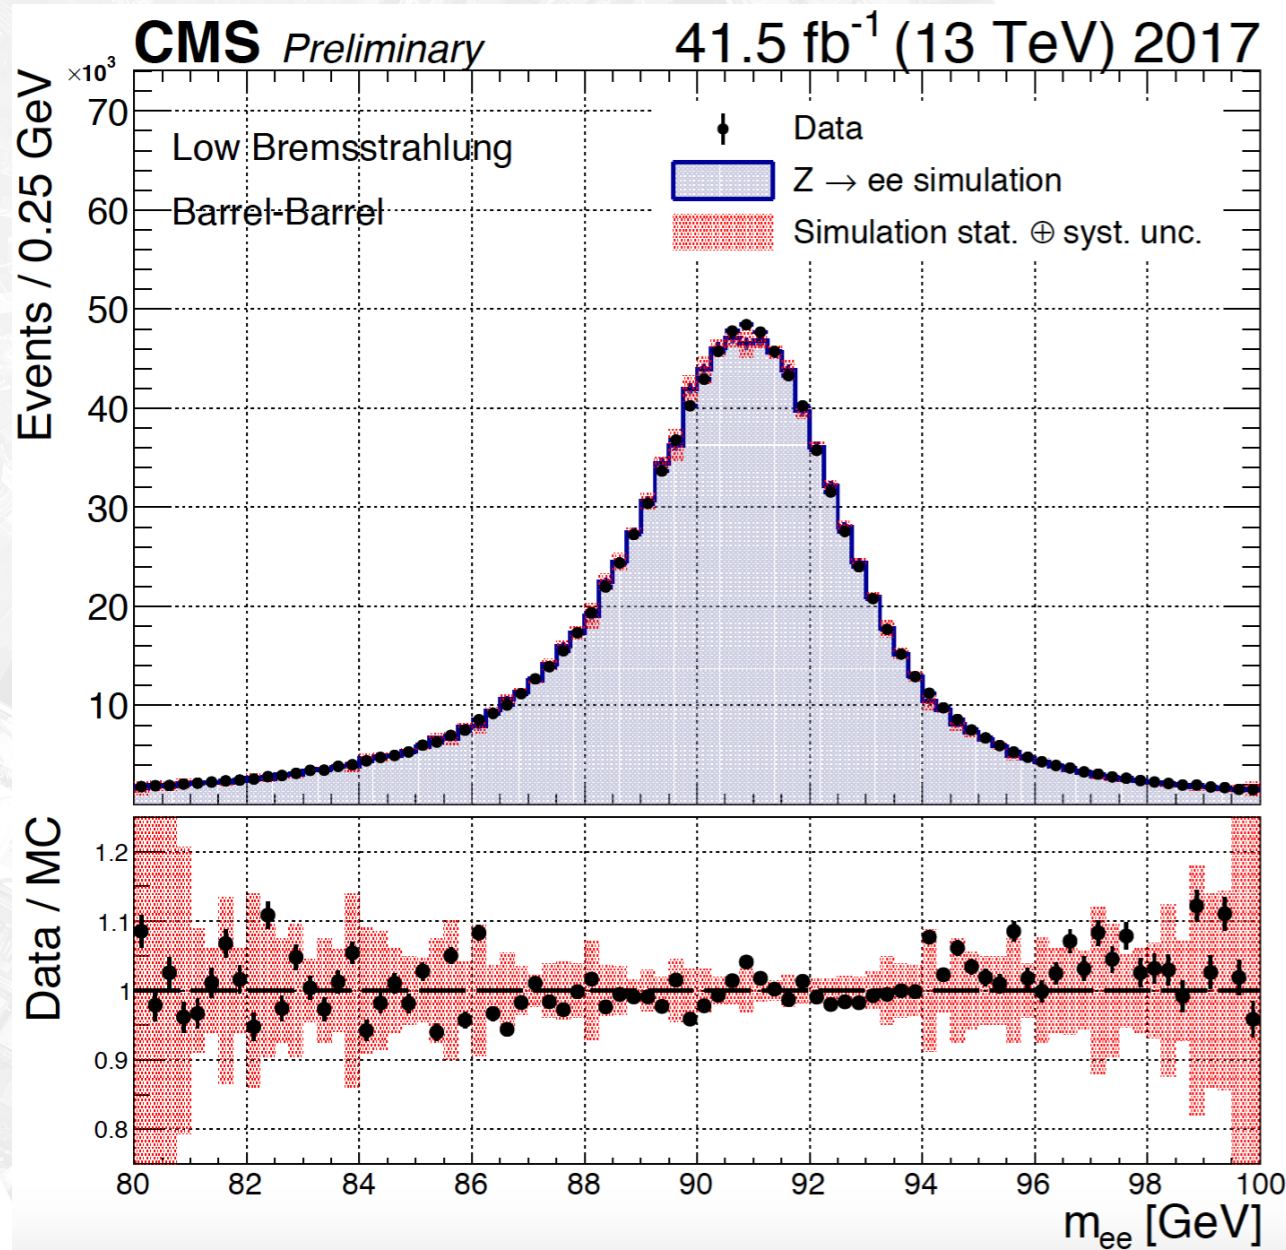 CMS Preliminary 41.5 fb⁻¹ (13 TeV) 2017
×10³
Events / 0.25 GeV
70
60
50
40
30
20
10
Low Bremsstrahlung
Barrel-Barrel
Data
Z → ee simulation
Simulation stat. ⊕ syst. unc.
Data / MC
1.2
1.1
1
0.9
0.8
80 82 84 86 88 90 92 94 96 98 100
mₑₑ [GeV]